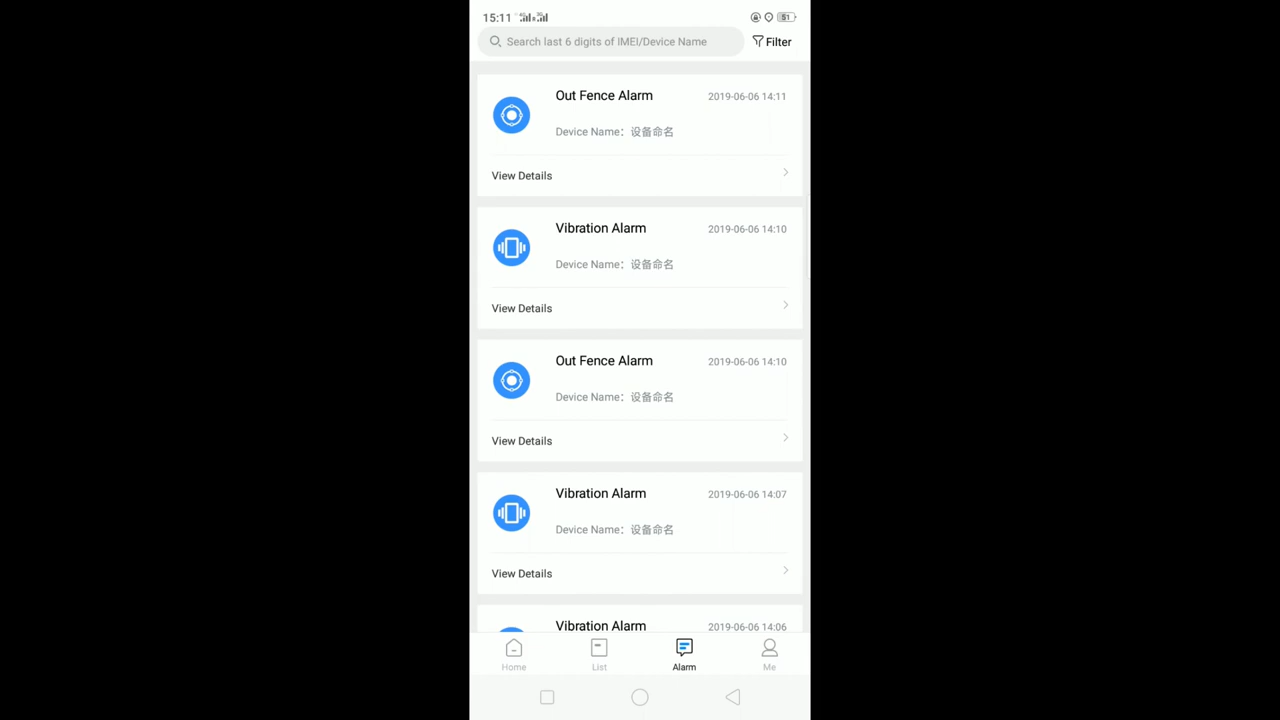 15:11 4G 3G 51
Search last 6 digits of IMEI/Device Name Filter
Out Fence Alarm 2019-06-06 14:11
Device Name：设备命名
View Details
Vibration Alarm 2019-06-06 14:10
Device Name：设备命名
View Details
Out Fence Alarm 2019-06-06 14:10
Device Name：设备命名
View Details
Vibration Alarm 2019-06-06 14:07
Device Name：设备命名
View Details
Vibration Alarm 2019-06-06 14:06
Home List Alarm Me